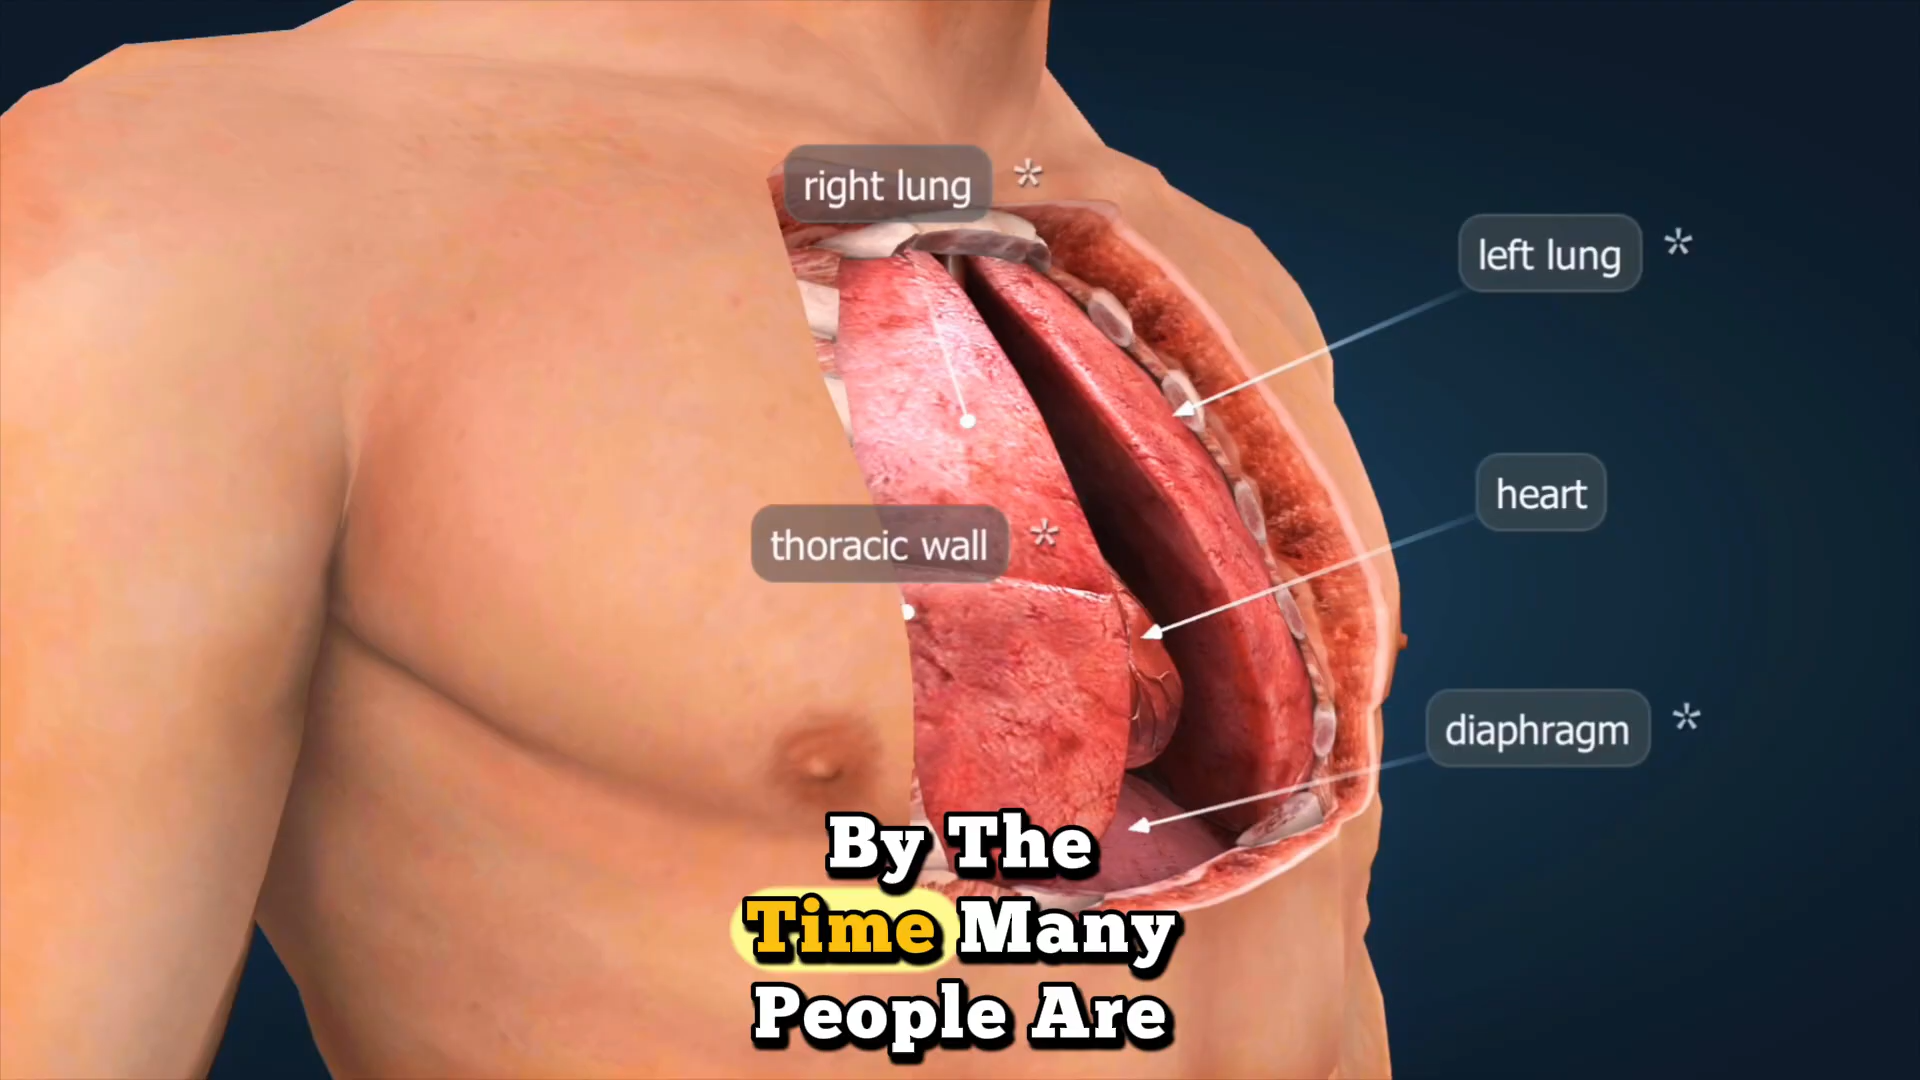 right lung *
left lung *
heart
thoracic wall *
diaphragm *
By The
Time Many
People Are